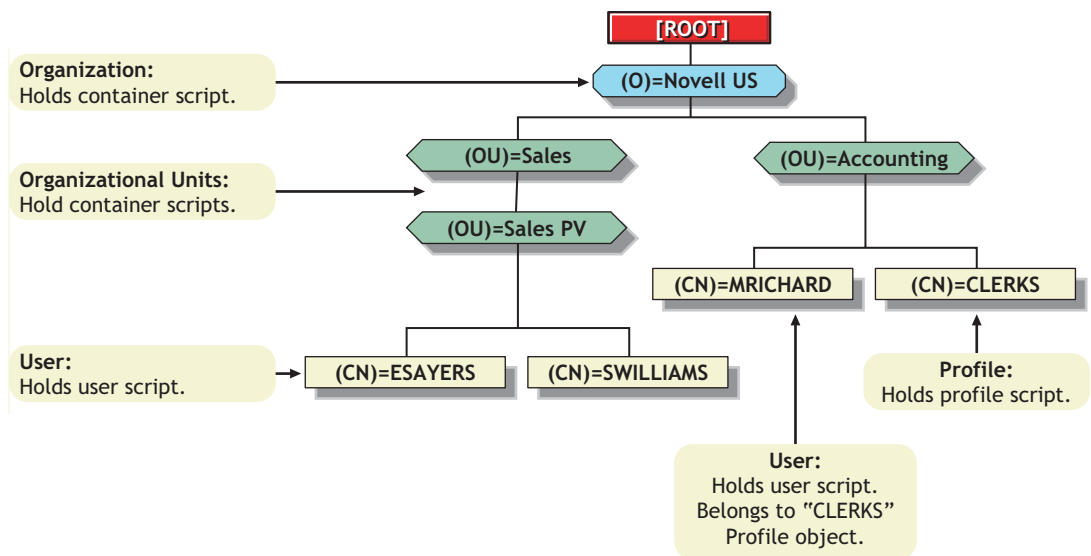 [ROOT]
Organization:
Holds container script.
(O)=Novell US
(OU)=Sales
(OU)=Accounting
Organizational Units:
Hold container scripts.
(OU)=Sales PV
(CN)=MRICHARD
(CN)=CLERKS
User:
Holds user script.
(CN)=ESAYERS
(CN)=SWILLIAMS
Profile:
Holds profile script.
User:
Holds user script.
Belongs to “CLERKS”
Profile object.